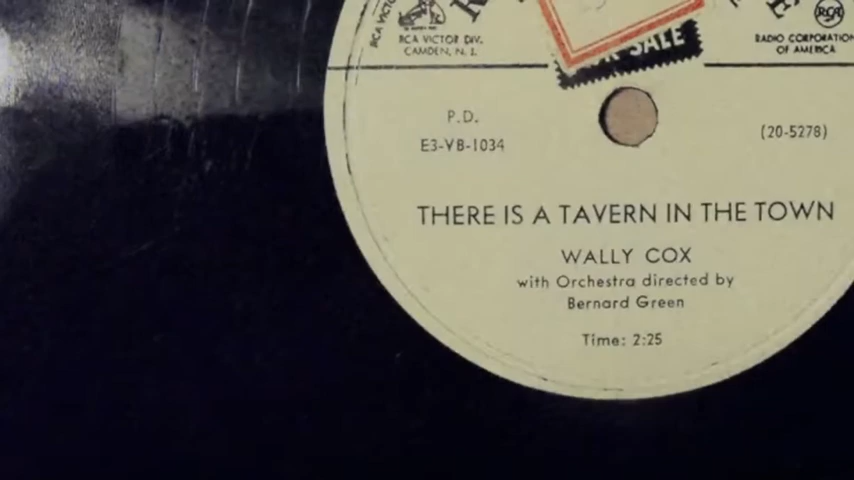 RCA VICTOR DIV.
CAMDEN, N. J.
SALE
RADIO CORPORATION
OF AMERICA
RCA
P.D.
E3-VB-1034
(20-5278)
THERE IS A TAVERN IN THE TOWN
WALLY COX
with Orchestra directed by
Bernard Green
Time: 2:25